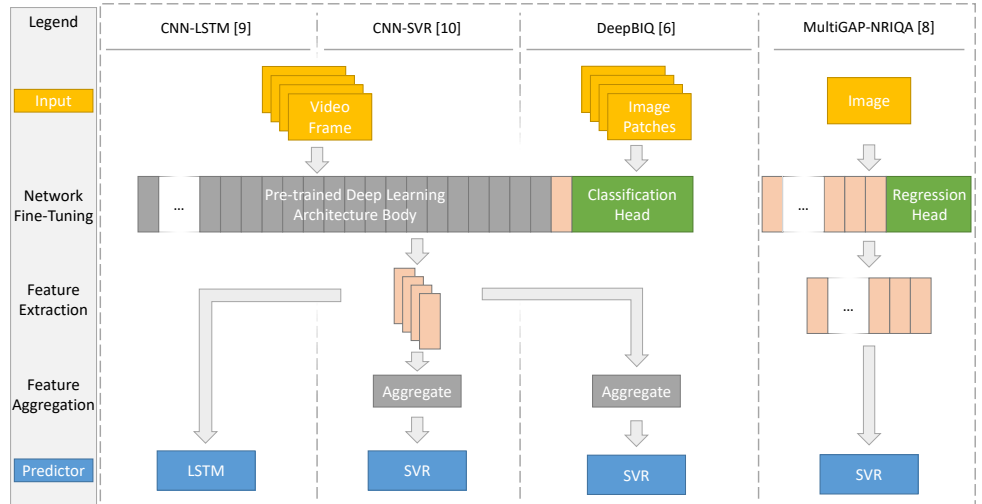 Legend
CNN-LSTM [9]
CNN-SVR [10]
DeepBIQ [6]
MultiGAP-NRIQA [8]
Input
Video
Frame
Image
Patches
Image
Network
Fine-Tuning
...
Pre-trained Deep Learning
Architecture Body
Classification
Head
...
Regression
Head
Feature
Extraction
...
Feature
Aggregation
Aggregate
Aggregate
Predictor
LSTM
SVR
SVR
SVR